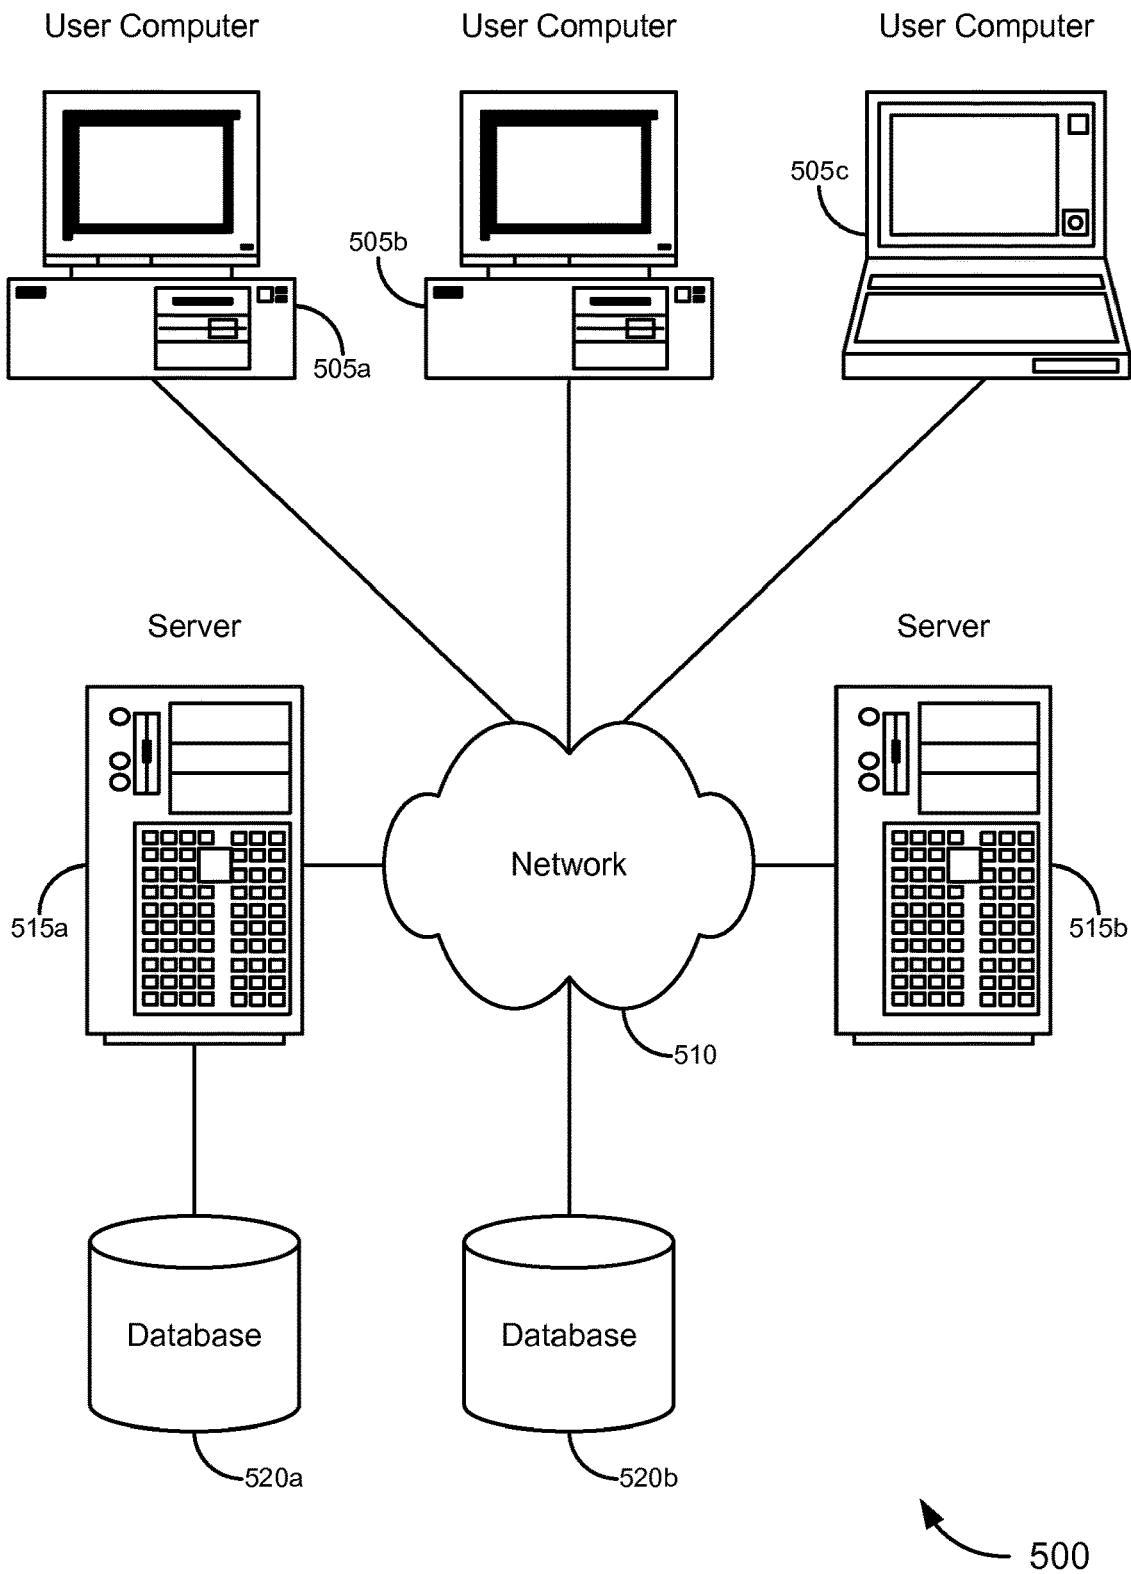 User Computer
User Computer
User Computer
505c
505b
505a
Server
Server
Network
515a
515b
510
Database
Database
520a
520b
500